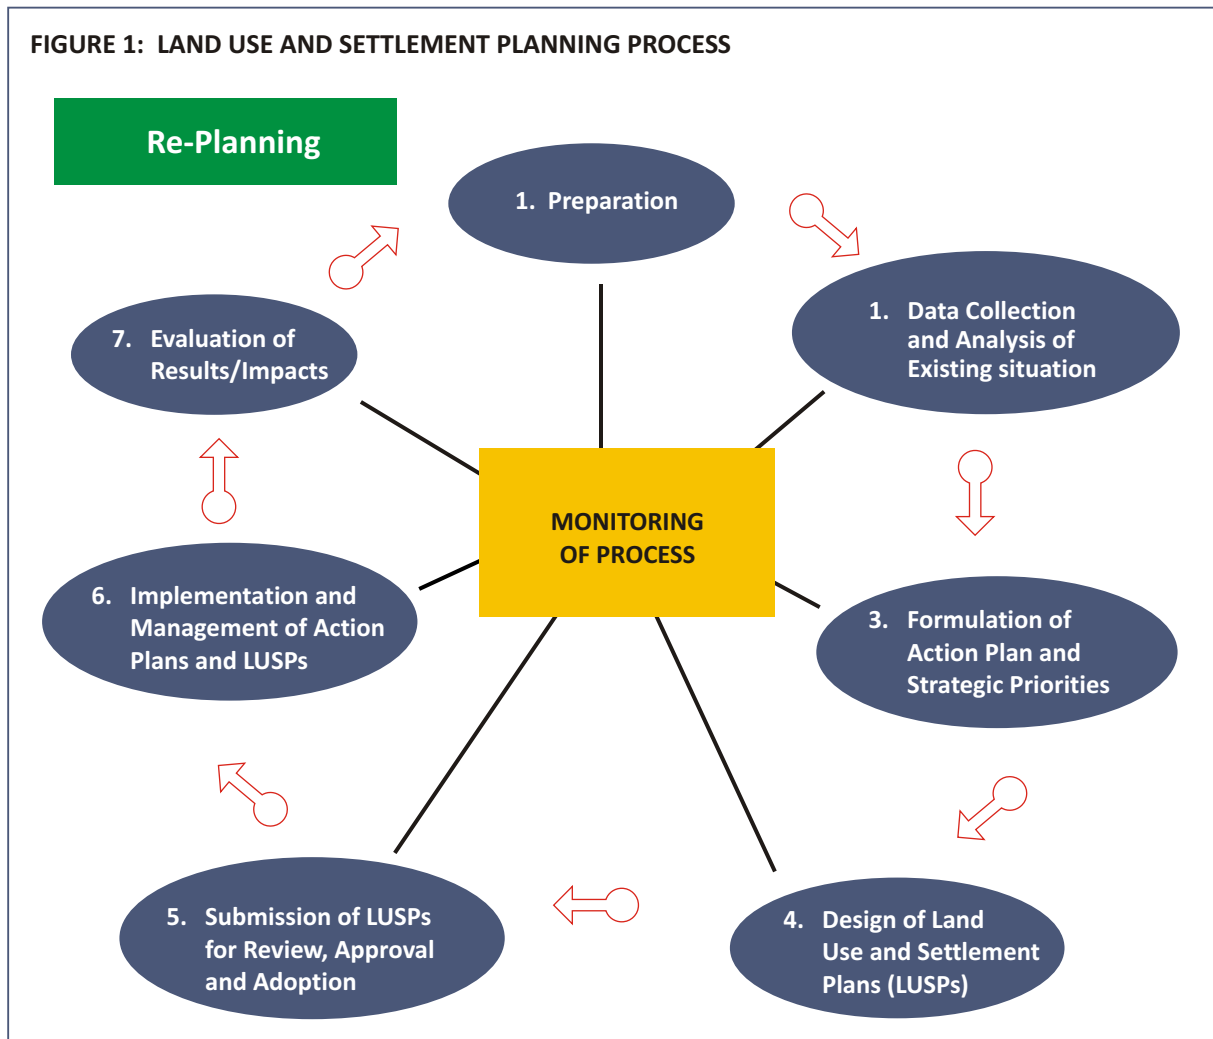 FIGURE 1: LAND USE AND SETTLEMENT PLANNING PROCESS
Re-Planning
1. Preparation
1. Data Collection
and Analysis of
Existing situation
3. Formulation of
Action Plan and
Strategic Priorities
4. Design of Land
Use and Settlement
Plans (LUSPs)
5. Submission of LUSPs
for Review, Approval
and Adoption
6. Implementation and
Management of Action
Plans and LUSPs
7. Evaluation of
Results/Impacts
MONITORING
OF PROCESS